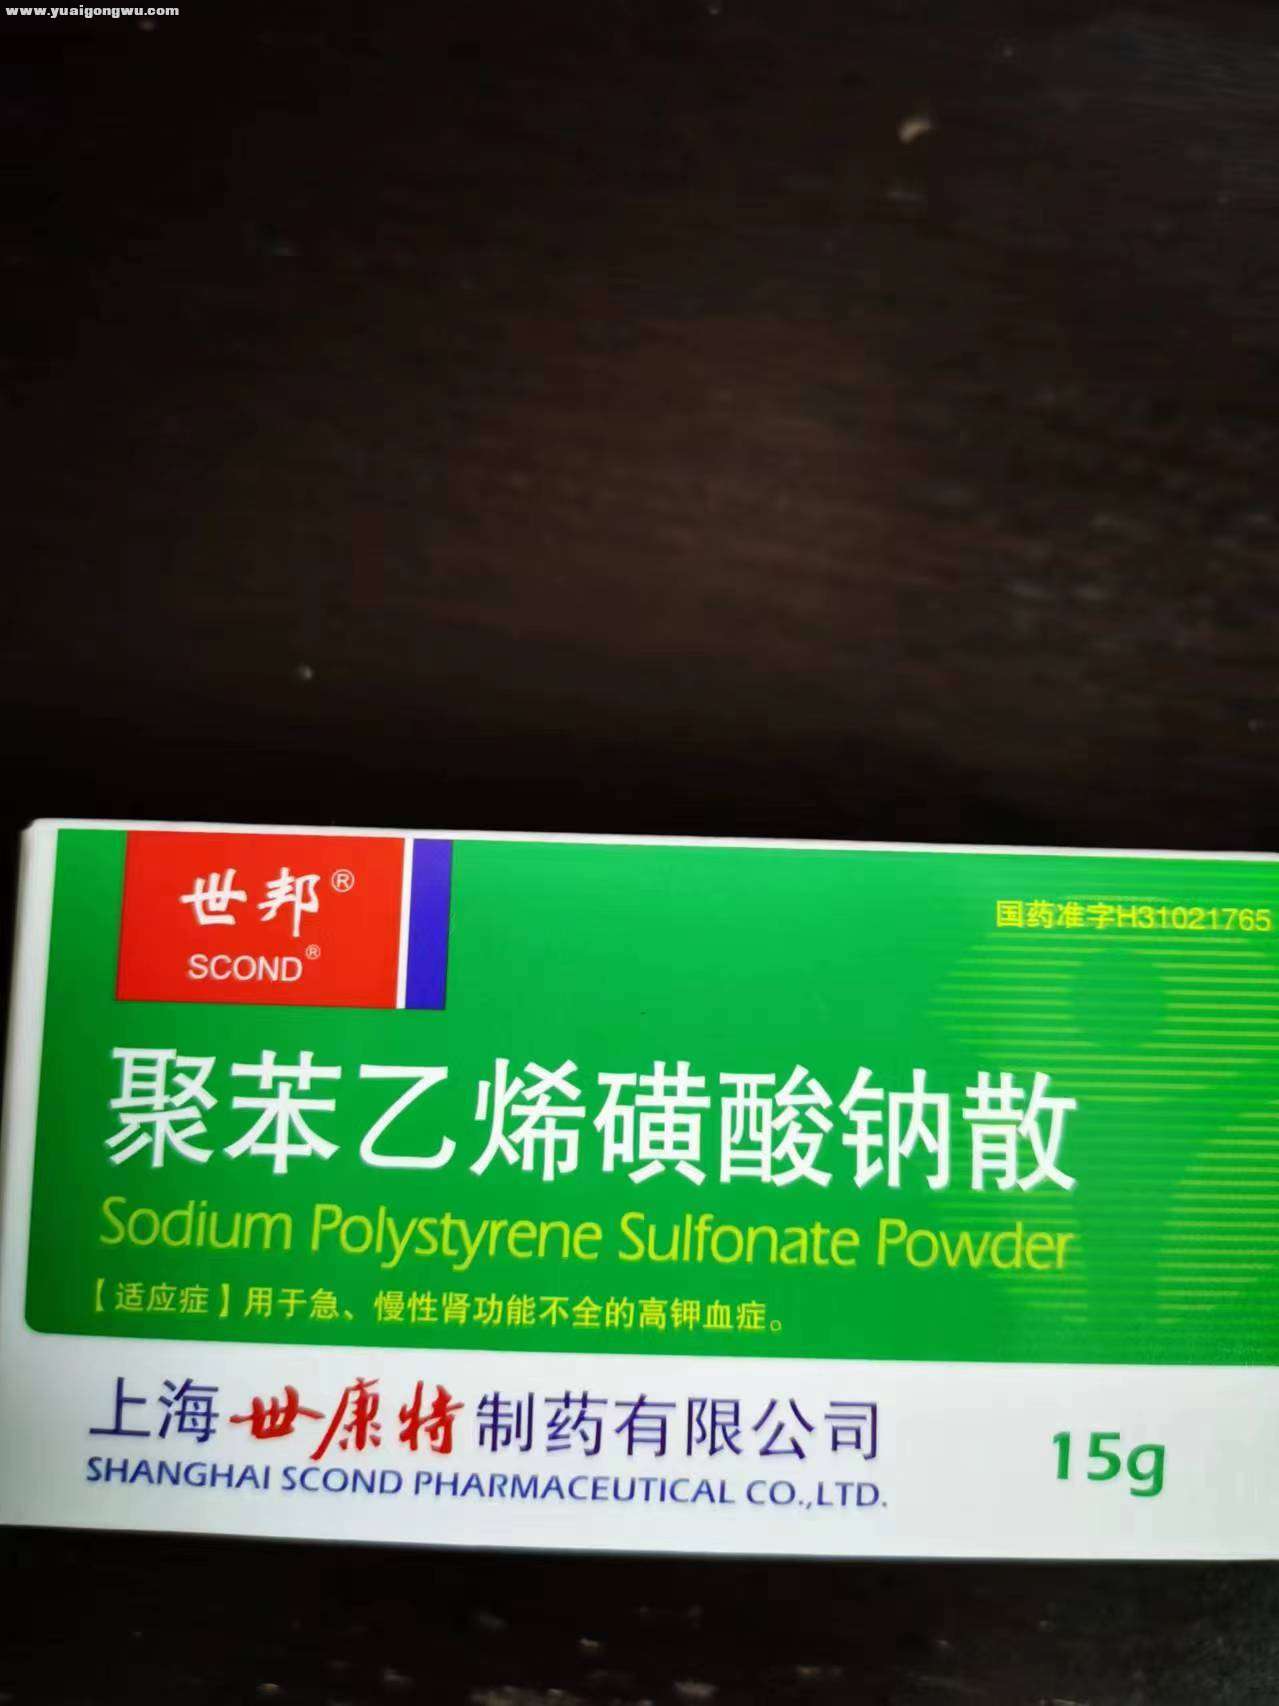 www.yuaigongwu.com
世邦®
SCOND®
国药准字H31021765
聚苯乙烯磺酸钠散
Sodium Polystyrene Sulfonate Powder
【适应症】用于急、慢性肾功能不全的高钾血症。
上海世康特制药有限公司
SHANGHAI SCOND PHARMACEUTICAL CO.,LTD.
15g